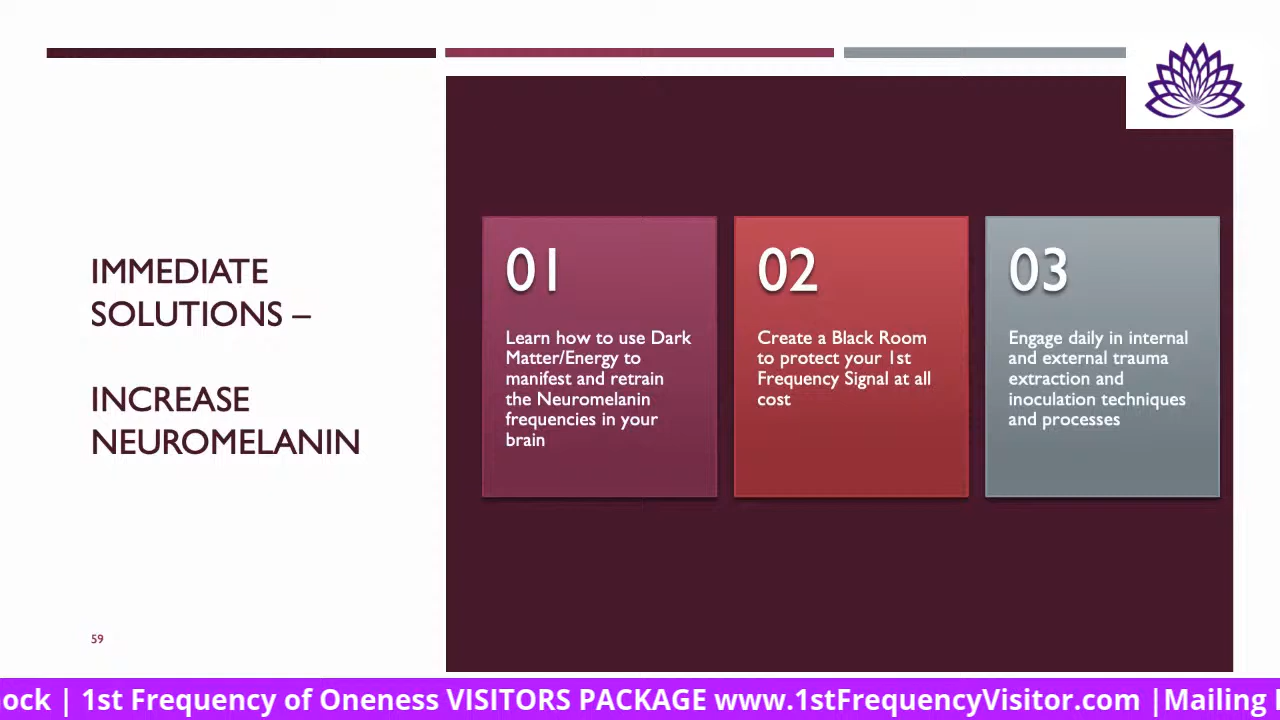 IMMEDIATE
SOLUTIONS –
INCREASE
NEUROMELANIN
01
Learn how to use Dark
Matter/Energy to
manifest and retrain
the Neuromelanin
frequencies in your
brain
02
Create a Black Room
to protect your 1st
Frequency Signal at all
cost
03
Engage daily in internal
and external trauma
extraction and
inoculation techniques
and processes
59
| 1st Frequency of Oneness VISITORS PACKAGE www.1stFrequencyVisitor.com |Mailing